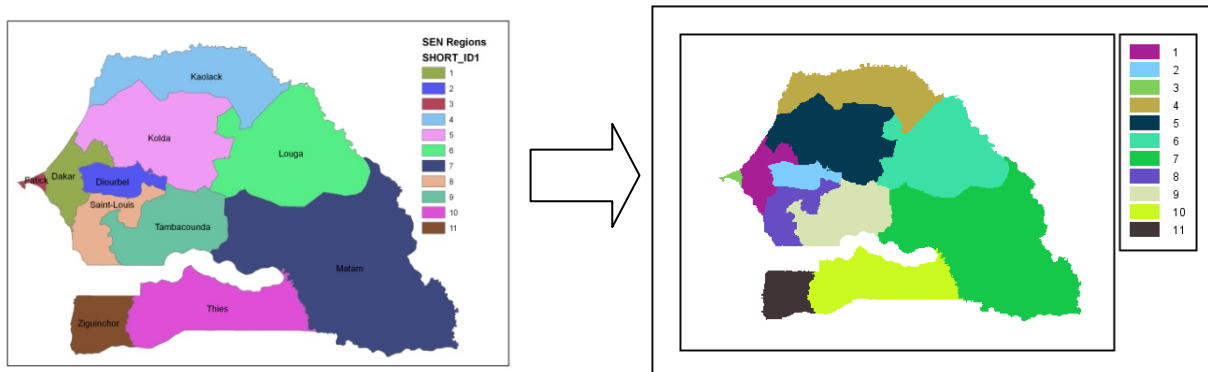 SEN Regions
SHORT_ID1
1
2
3
4
5
6
7
8
9
10
11
Kaolack
Kolda
Louga
Fatick
Dakar
Diourbel
Saint-Louis
Tambacounda
Matam
Thies
Ziguinchor
1
2
3
4
5
6
7
8
9
10
11